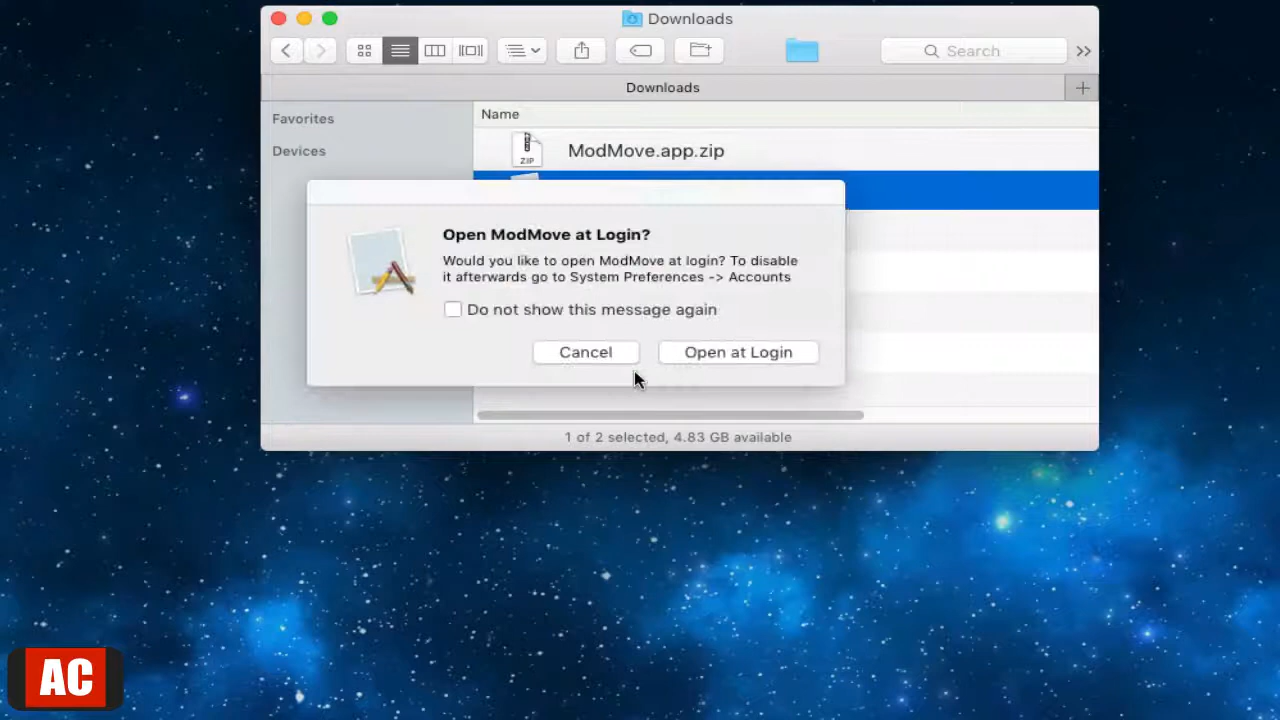 Downloads
Search
Downloads
Favorites
Devices
Name
ZIP
ModMove.app.zip
Open ModMove at Login?
Would you like to open ModMove at login? To disable
it afterwards go to System Preferences -> Accounts
Do not show this message again
Cancel
Open at Login
1 of 2 selected, 4.83 GB available
AC